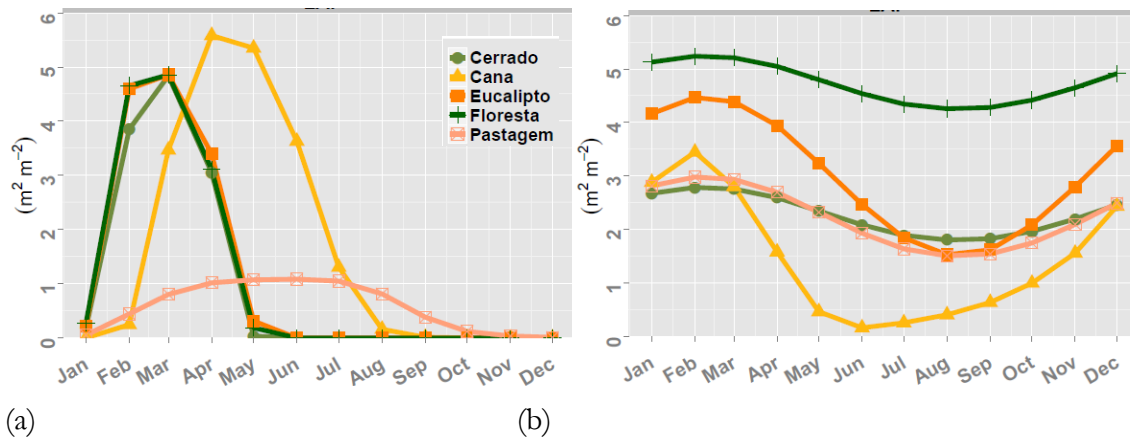 6
5
4
3
2
1
0
(m² m⁻²)
Cerrado
Cana
Eucalipto
Floresta
Pastagem
Jan Feb Mar Apr May Jun Jul Aug Sep Oct Nov Dec
(a)
6
5
4
3
2
1
0
(m² m⁻²)
Jan Feb Mar Apr May Jun Jul Aug Sep Oct Nov Dec
(b)